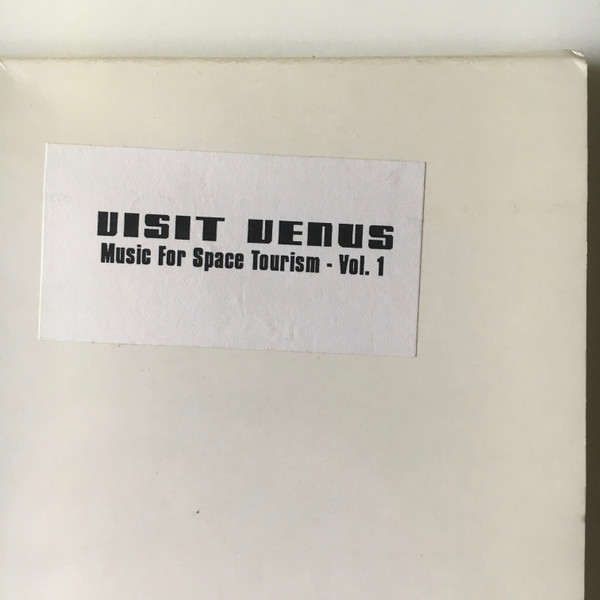 VISIT VENUS
Music For Space Tourism - Vol. 1